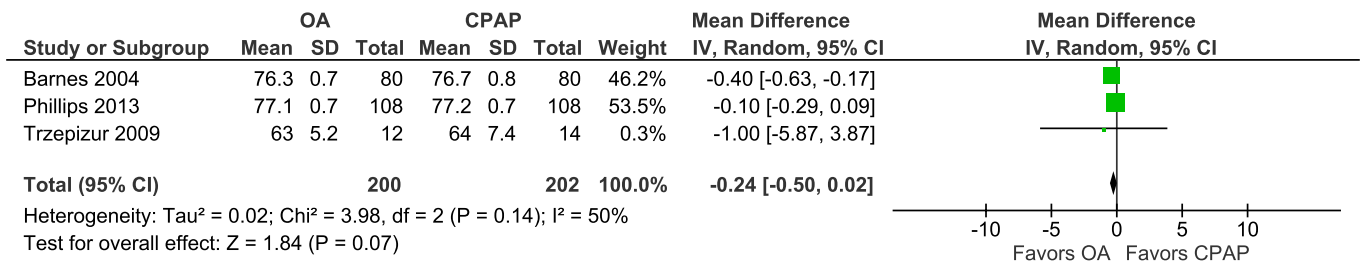 OA CPAP Mean Difference Mean Difference
Study or Subgroup Mean SD Total Mean SD Total Weight IV, Random, 95% CI IV, Random, 95% CI
Barnes 2004 76.3 0.7 80 76.7 0.8 80 46.2% -0.40 [-0.63, -0.17]
Phillips 2013 77.1 0.7 108 77.2 0.7 108 53.5% -0.10 [-0.29, 0.09]
Trzepizur 2009 63 5.2 12 64 7.4 14 0.3% -1.00 [-5.87, 3.87]
Total (95% CI) 200 202 100.0% -0.24 [-0.50, 0.02]
Heterogeneity: Tau² = 0.02; Chi² = 3.98, df = 2 (P = 0.14); I² = 50%
Test for overall effect: Z = 1.84 (P = 0.07)
-10 -5 0 5 10
Favors OA Favors CPAP